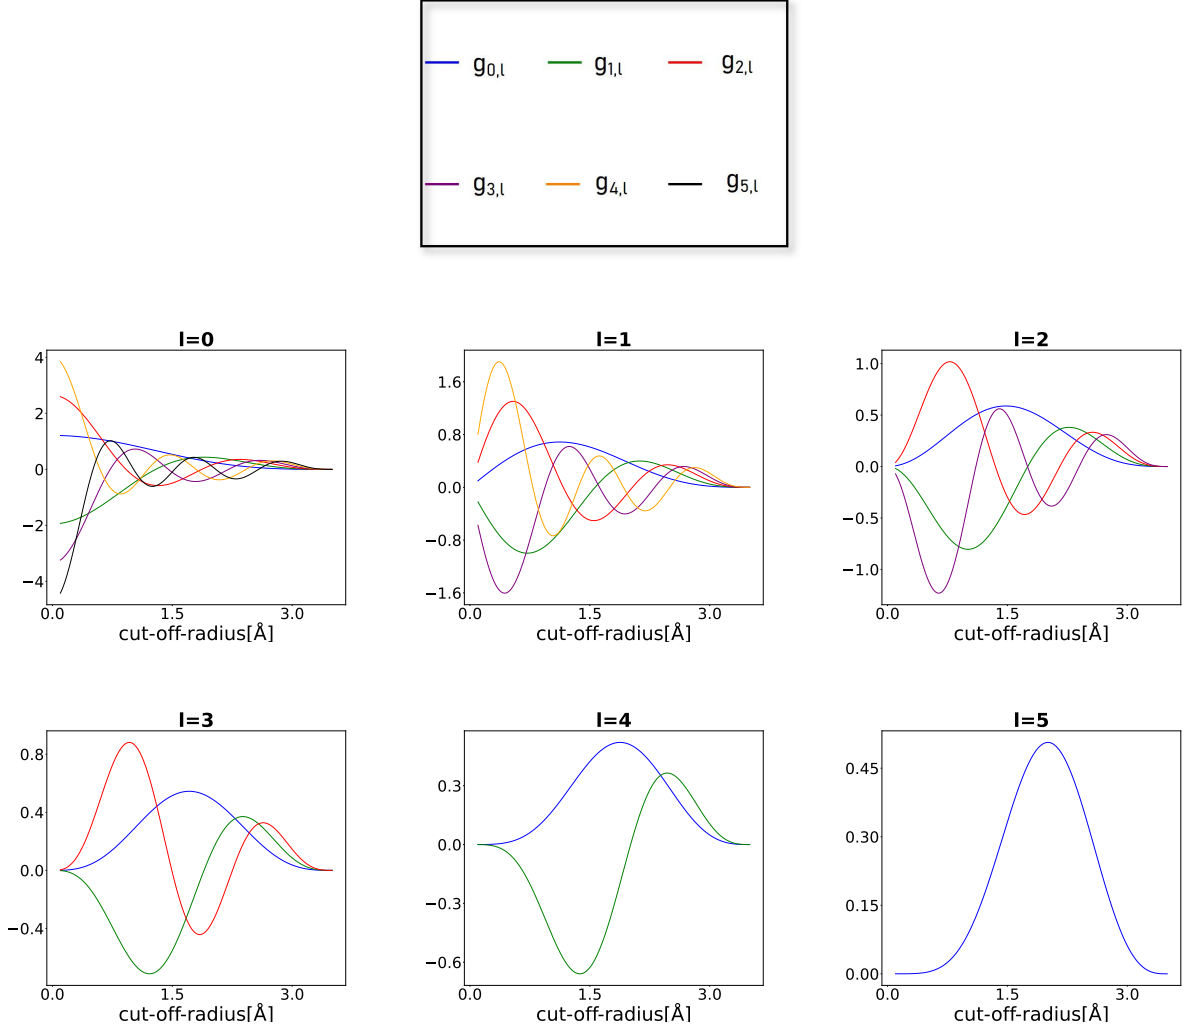 g0,l g1,l g2,l
g3,l g4,l g5,l
l=0 l=1 l=2
4 2 0 −2 −4
0.0 1.5 3.0
cut-off-radius[Å]
1.6 0.8 0.0 −0.8 −1.6
0.0 1.5 3.0
cut-off-radius[Å]
1.0 0.5 0.0 −0.5 −1.0
0.0 1.5 3.0
cut-off-radius[Å]
l=3 l=4 l=5
0.8 0.4 0.0 −0.4
0.0 1.5 3.0
cut-off-radius[Å]
0.3 0.0 −0.3 −0.6
0.0 1.5 3.0
cut-off-radius[Å]
0.45 0.30 0.15 0.00
0.0 1.5 3.0
cut-off-radius[Å]